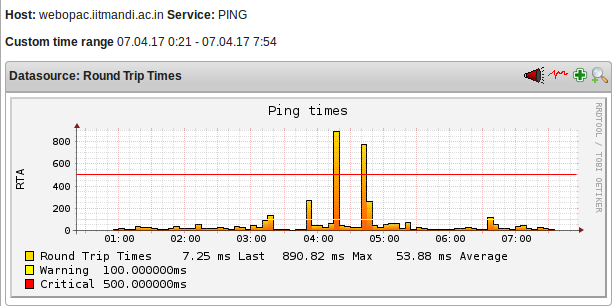 Host: webopac.iitmandi.ac.in Service: PING
Custom time range 07.04.17 0:21 - 07.04.17 7:54
Datasource: Round Trip Times
Ping times
RRDTOOL / TOBI OETIKER
RTA
800
600
400
200
0
01:00 02:00 03:00 04:00 05:00 06:00 07:00
Round Trip Times 7.25 ms Last 890.82 ms Max 53.88 ms Average
Warning 100.000000ms
Critical 500.000000ms